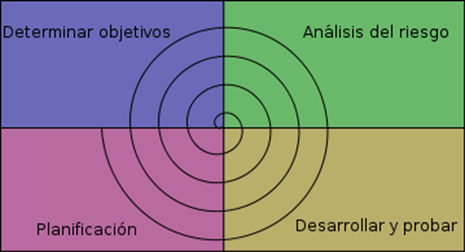 Determinar objetivos
Análisis del riesgo
Planificación
Desarrollar y probar